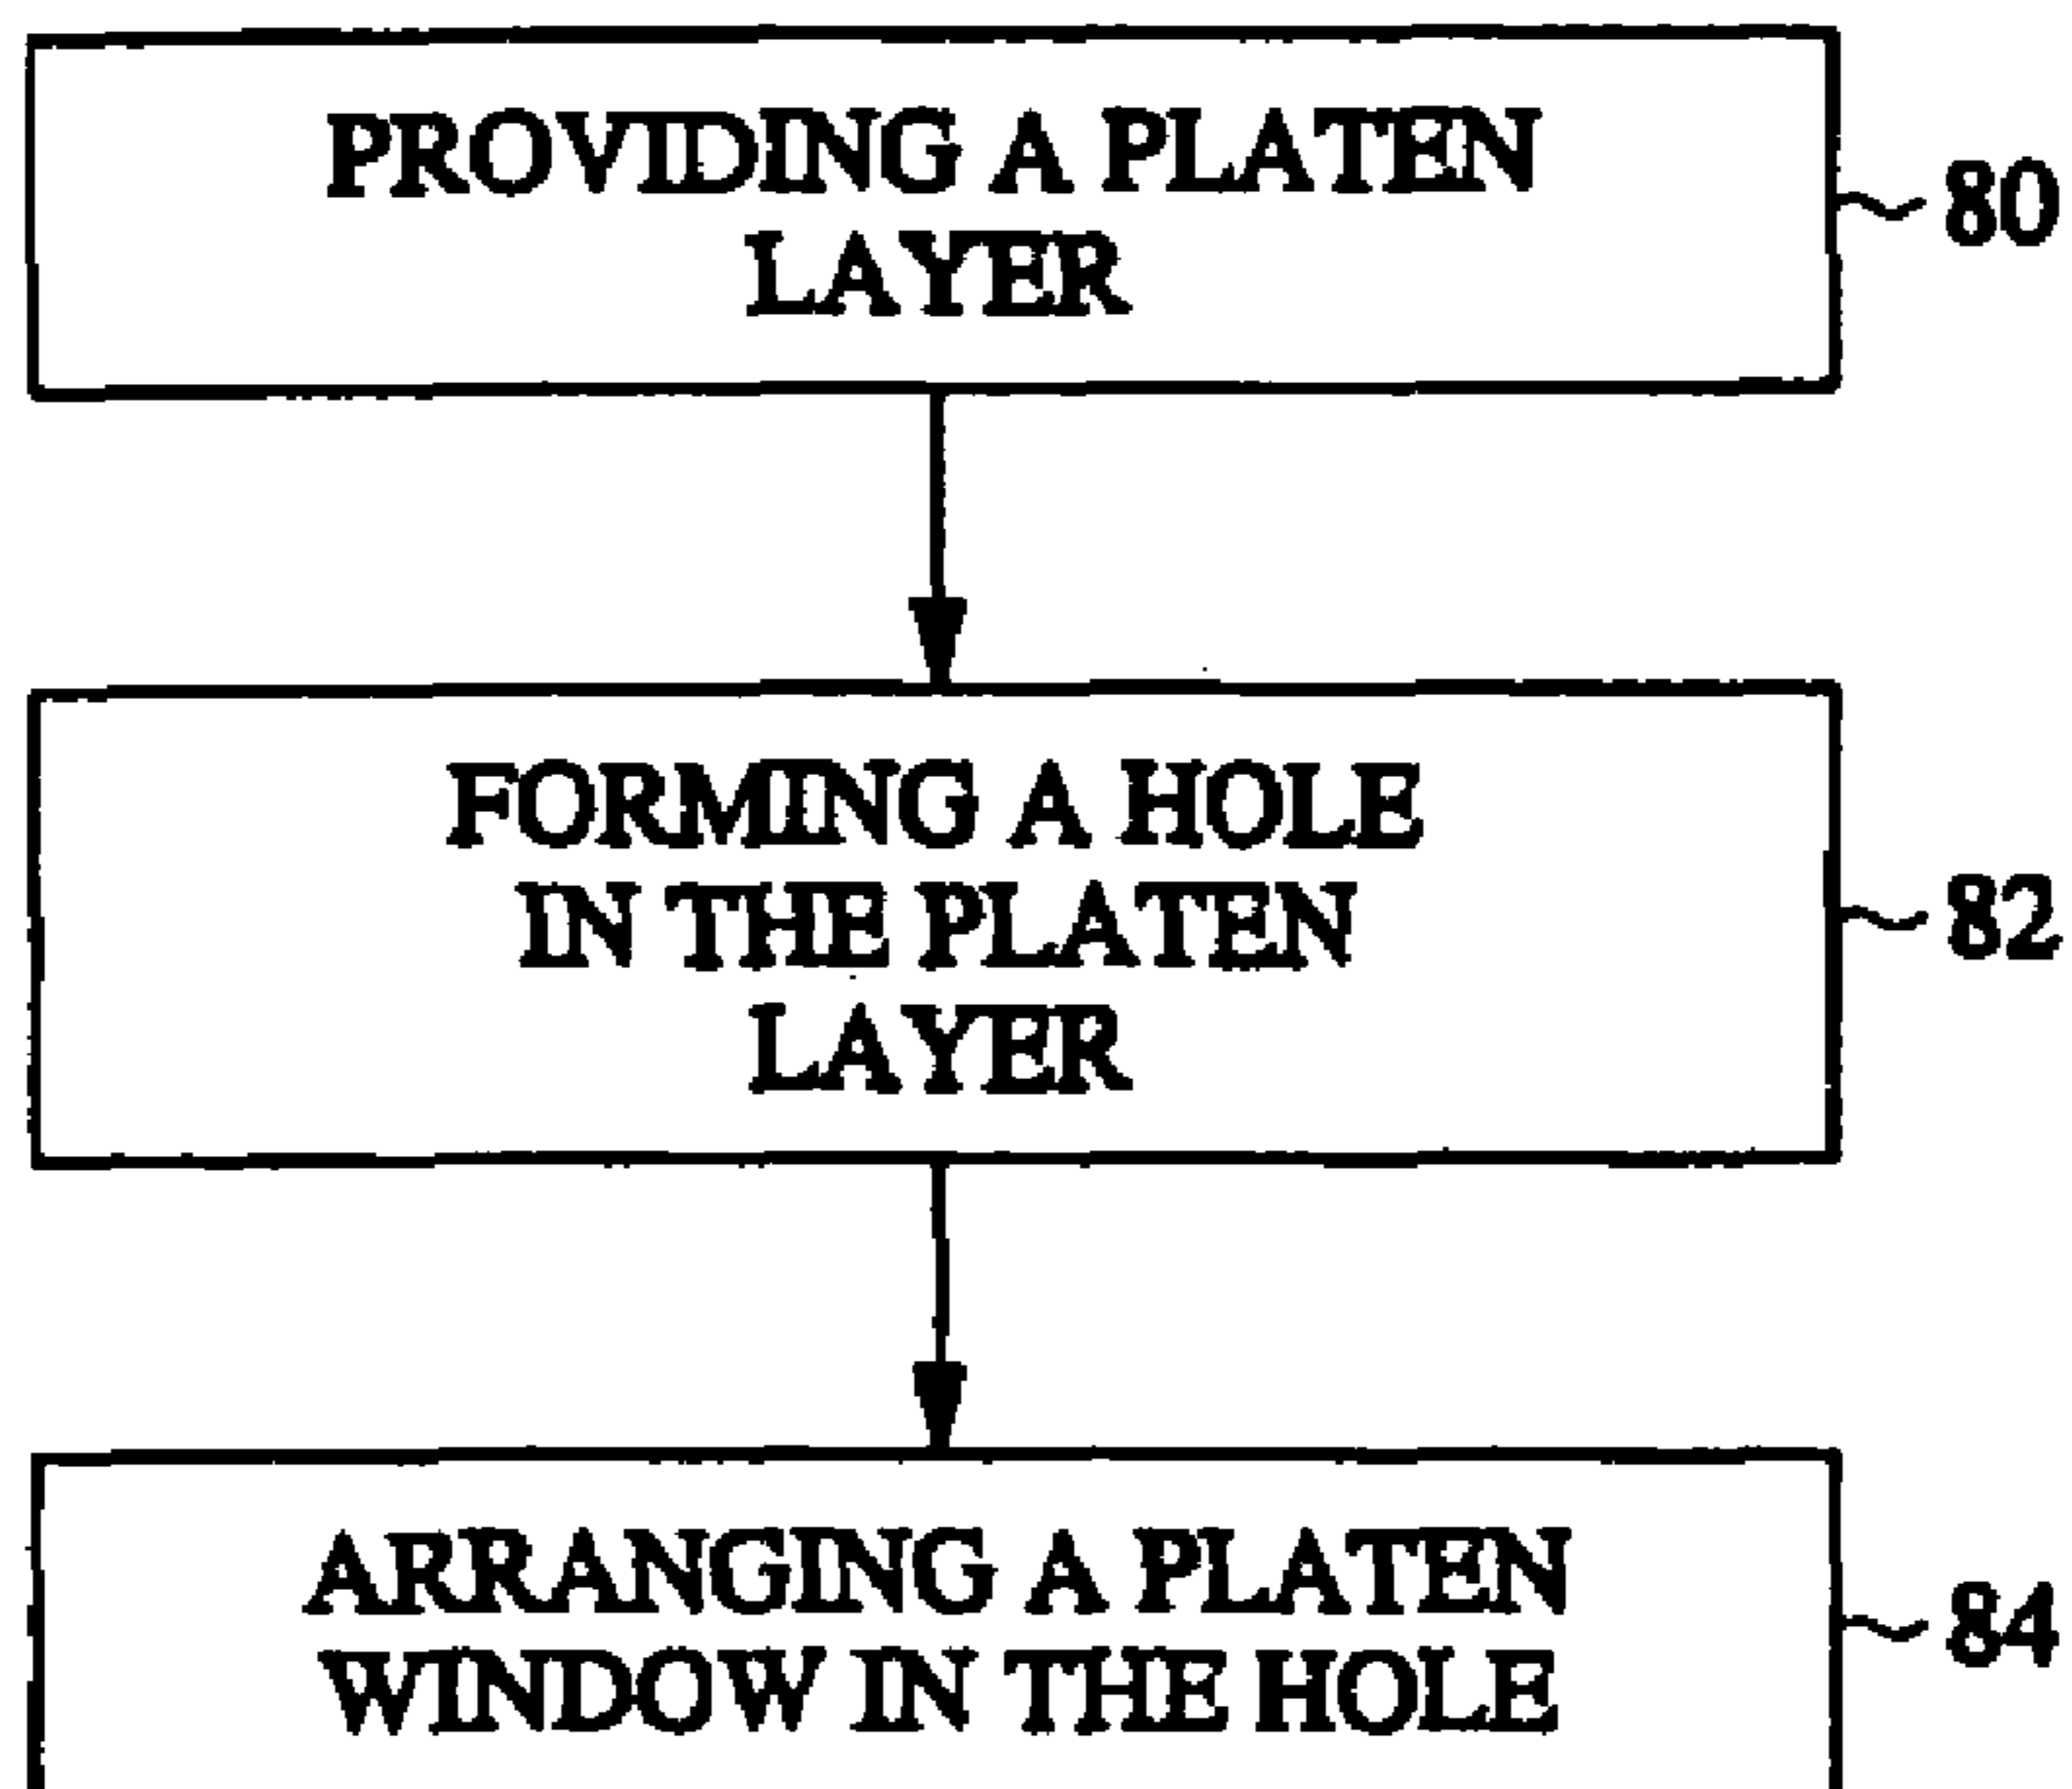 PROVIDING A PLATEN
LAYER
80
FORMING A HOLE
IN THE PLATEN
LAYER
82
ARRANGING A PLATEN
WINDOW IN THE HOLE
84